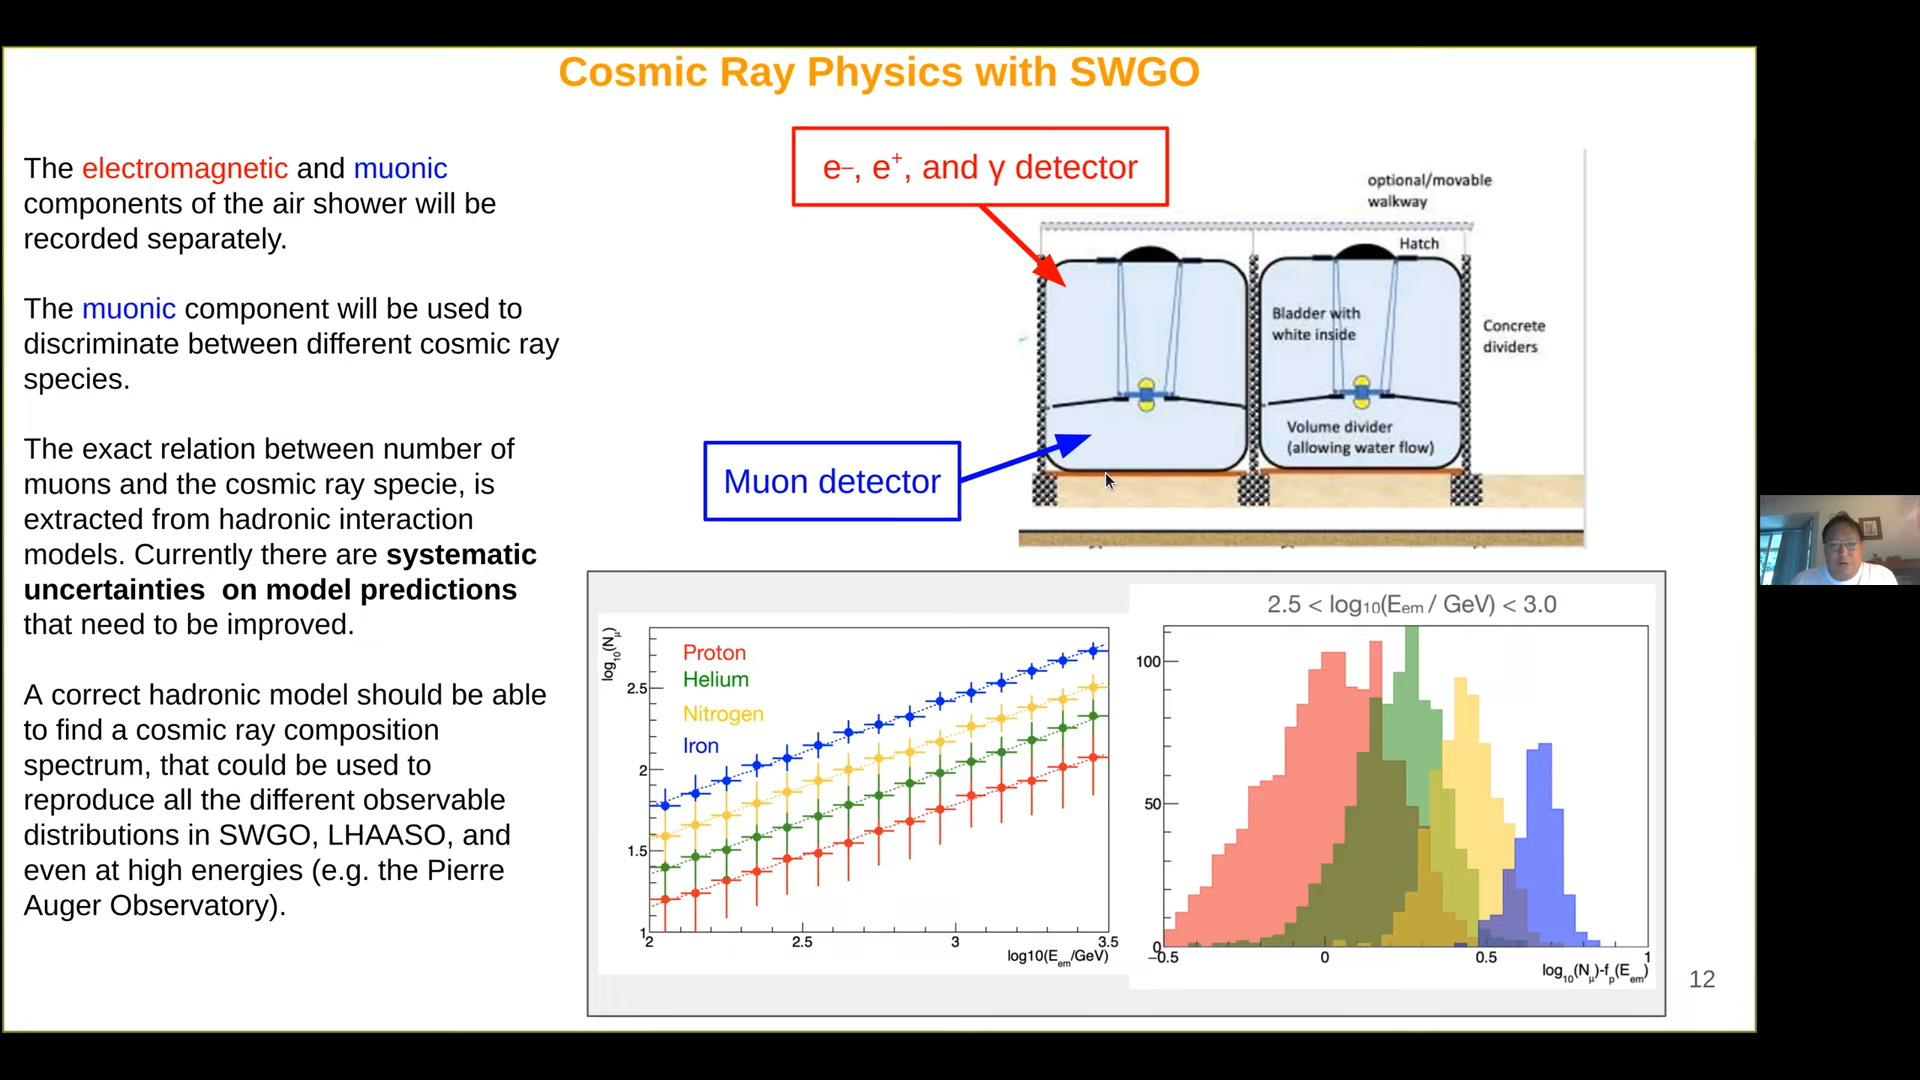 Cosmic Ray Physics with SWGO
The electromagnetic and muonic
components of the air shower will be
recorded separately.
The muonic component will be used to
discriminate between different cosmic ray
species.
The exact relation between number of
muons and the cosmic ray specie, is
extracted from hadronic interaction
models. Currently there are systematic
uncertainties on model predictions
that need to be improved.
A correct hadronic model should be able
to find a cosmic ray composition
spectrum, that could be used to
reproduce all the different observable
distributions in SWGO, LHAASO, and
even at high energies (e.g. the Pierre
Auger Observatory).
e⁻, e⁺, and γ detector
Muon detector
optional/movable
walkway
Hatch
Bladder with
white inside
Concrete
dividers
Volume divider
(allowing water flow)
log10(Nμ)
Proton
Helium
Nitrogen
Iron
2.5
2
1.5
1
2 2.5 3 3.5
log10(Eem/GeV)
2.5 < log10(Eem / GeV) < 3.0
100
50
0
−0.5 0 0.5 1
log10(Nμ)-fp(Eem)
12